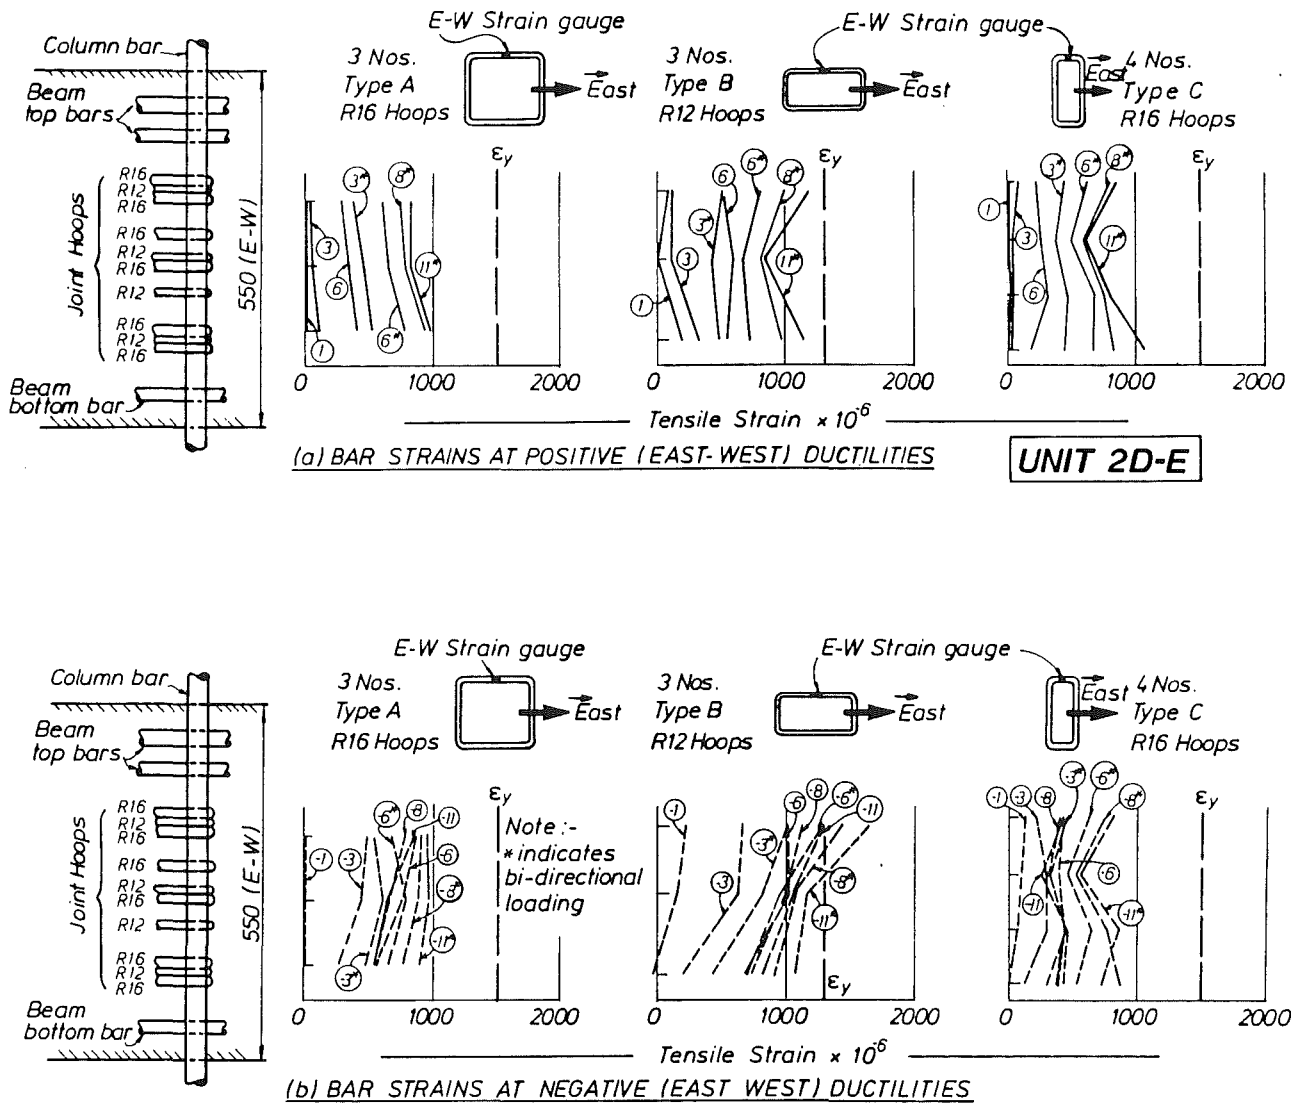 E-W Strain gauge
E-W Strain gauge
Column bar
Beam
top bars
Joint Hoops
R16
R12
R16
R16
R12
R16
R12
R16
R12
R16
Beam
bottom bar
550 (E-W)
3 Nos.
Type A
R16 Hoops
East
3 Nos.
Type B
R12 Hoops
East
East
4 Nos.
Type C
R16 Hoops
3* 8* εy
3
6
11*
6*
1
0 1000 2000
6 6* 8* εy
3*
3
11*
1
0 1000 2000
3* 6* 8* εy
1
3
11*
6
0 1000 2000
Tensile Strain × 10⁻⁶
(a) BAR STRAINS AT POSITIVE (EAST-WEST) DUCTILITIES
UNIT 2D-E
E-W Strain gauge
E-W Strain gauge
Column bar
Beam
top bars
Joint Hoops
R16
R12
R16
R16
R12
R16
R12
R16
R12
R16
Beam
bottom bar
550 (E-W)
3 Nos.
Type A
R16 Hoops
East
3 Nos.
Type B
R12 Hoops
East
East
4 Nos.
Type C
R16 Hoops
-6* -8 -11 εy
-1 -3 -6
-8*
-11*
-3*
0 1000 2000
Note :-
* indicates
bi-directional
loading
-1 -6 -8 -6* -11
-3*
-3
-8*
-11*
εy
0 1000 2000
-1 -3 -8 -3* -6* -8* εy
-6
-11
-11*
0 1000 2000
Tensile Strain × 10⁻⁶
(b) BAR STRAINS AT NEGATIVE (EAST WEST) DUCTILITIES